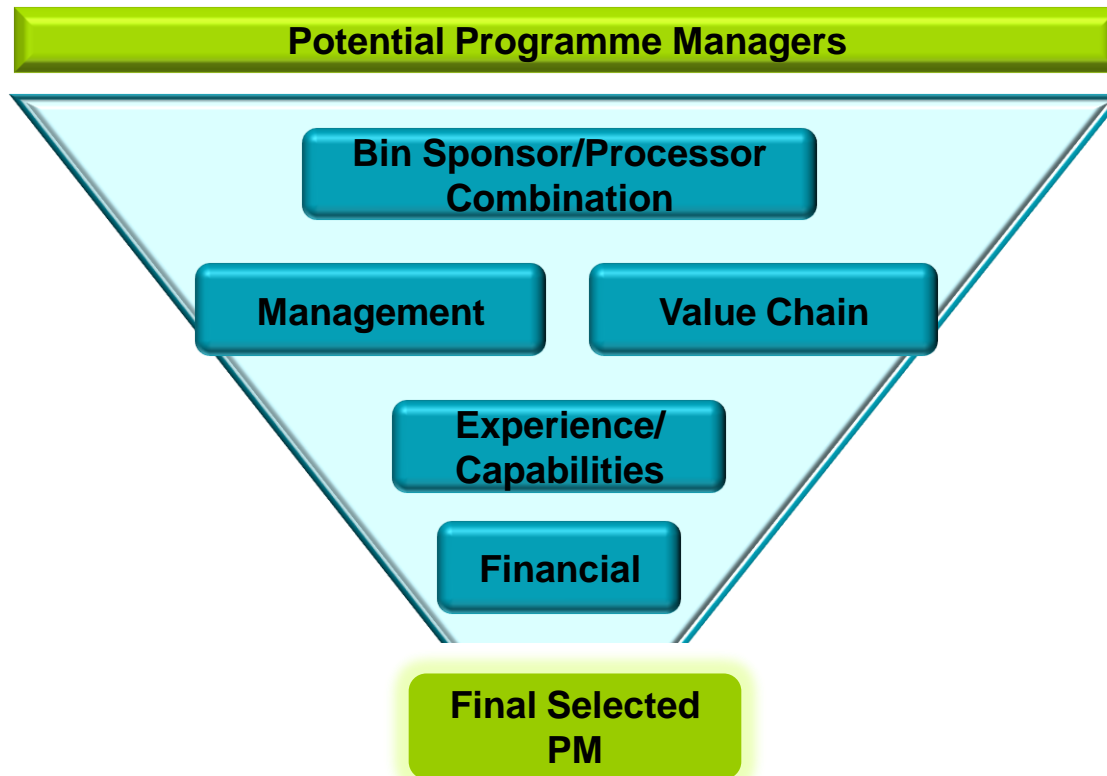 Potential Programme Managers
Bin Sponsor/Processor
Combination
Management
Value Chain
Experience/
Capabilities
Financial
Final Selected
PM